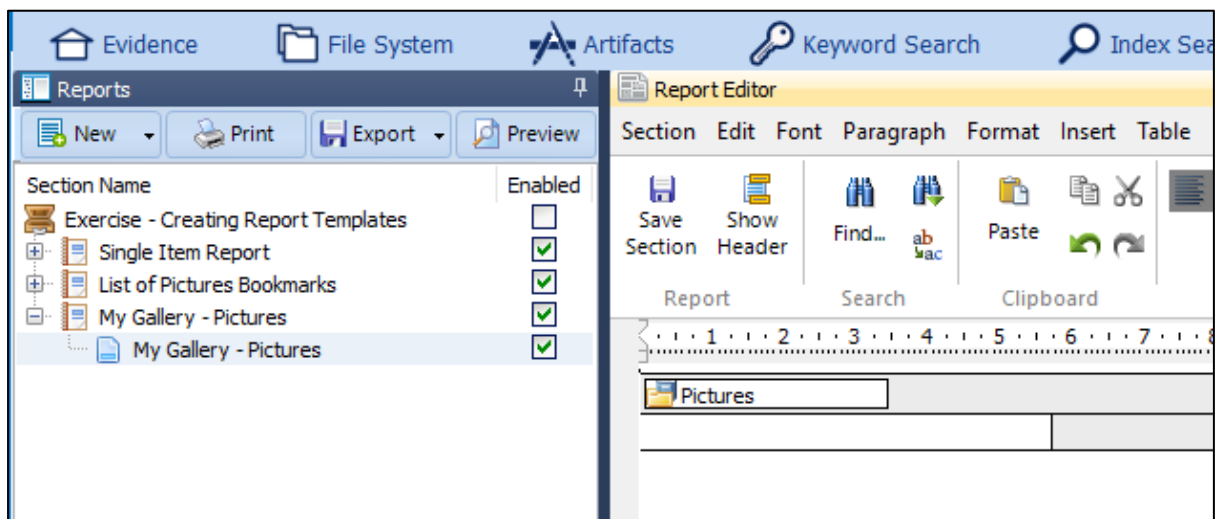 Evidence File System Artifacts Keyword Search Index Sea
Reports
New Print Export Preview
Section Name Enabled
Exercise - Creating Report Templates
Single Item Report
List of Pictures Bookmarks
My Gallery - Pictures
My Gallery - Pictures
Report Editor
Section Edit Font Paragraph Format Insert Table
Save Section
Show Header
Find...
ab
ac
Paste
Report Search Clipboard
1 2 3 4 5 6 7 8
Pictures